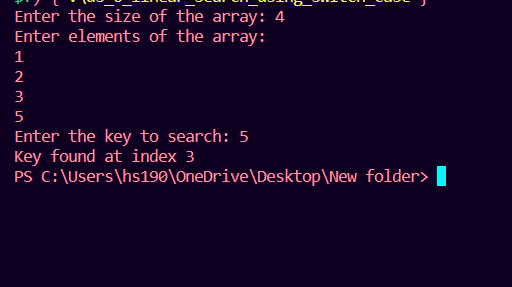 Enter the size of the array: 4
Enter elements of the array:
1
2
3
5
Enter the key to search: 5
Key found at index 3
PS C:\Users\hs190\OneDrive\Desktop\New folder>